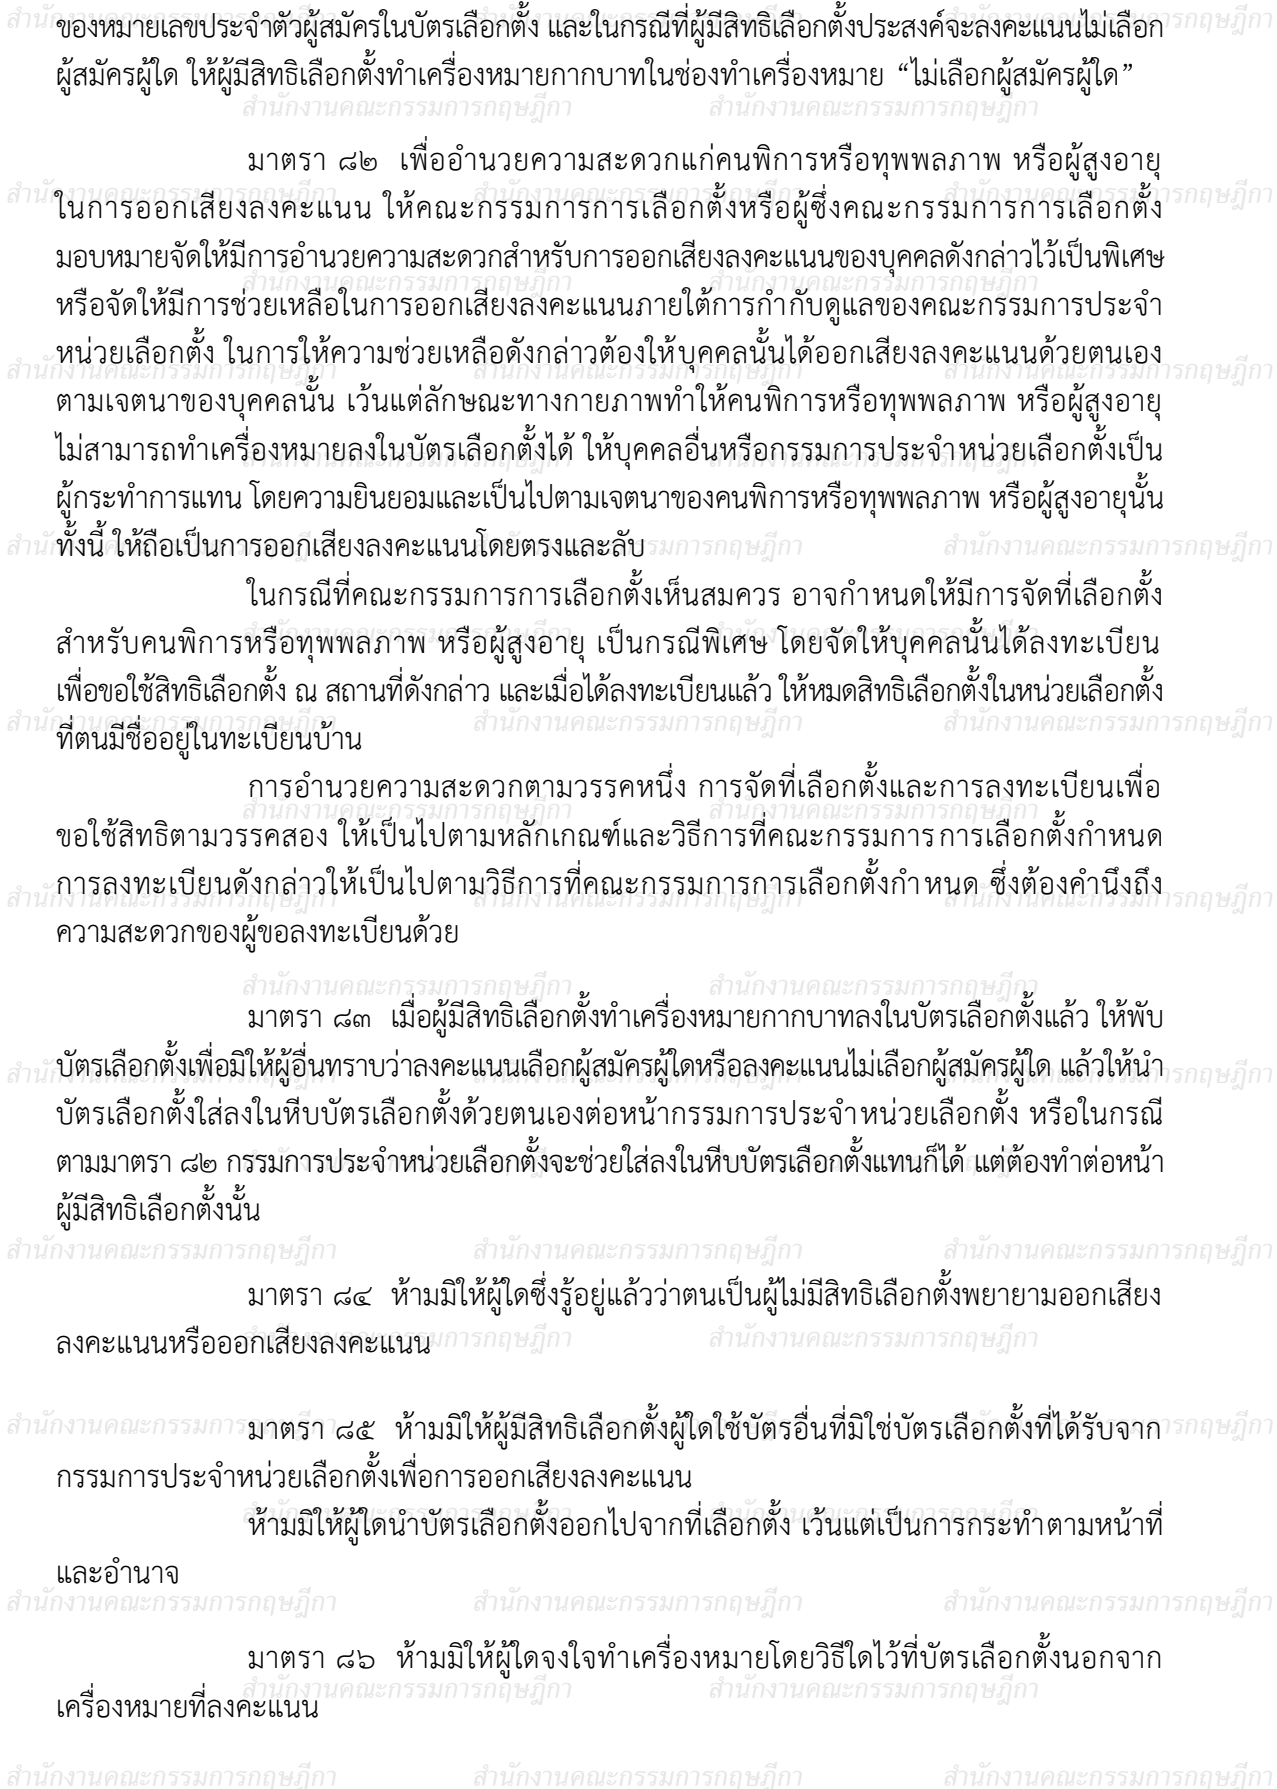 ของหมายเลขประจำตัวผู้สมัครในบัตรเลือกตั้ง และในกรณีที่ผู้มีสิทธิเลือกตั้งประสงค์จะลงคะแนนไม่เลือก
ผู้สมัครผู้ใด ให้ผู้มีสิทธิเลือกตั้งทำเครื่องหมายกากบาทในช่องทำเครื่องหมาย “ไม่เลือกผู้สมัครผู้ใด”
มาตรา ๘๒ เพื่ออำนวยความสะดวกแก่คนพิการหรือทุพพลภาพ หรือผู้สูงอายุ
ในการออกเสียงลงคะแนน ให้คณะกรรมการการเลือกตั้งหรือผู้ซึ่งคณะกรรมการการเลือกตั้ง
มอบหมายจัดให้มีการอำนวยความสะดวกสำหรับการออกเสียงลงคะแนนของบุคคลดังกล่าวไว้เป็นพิเศษ
หรือจัดให้มีการช่วยเหลือในการออกเสียงลงคะแนนภายใต้การกำกับดูแลของคณะกรรมการประจำ
หน่วยเลือกตั้ง ในการให้ความช่วยเหลือดังกล่าวต้องให้บุคคลนั้นได้ออกเสียงลงคะแนนด้วยตนเอง
ตามเจตนาของบุคคลนั้น เว้นแต่ลักษณะทางกายภาพทำให้คนพิการหรือทุพพลภาพ หรือผู้สูงอายุ
ไม่สามารถทำเครื่องหมายลงในบัตรเลือกตั้งได้ ให้บุคคลอื่นหรือกรรมการประจำหน่วยเลือกตั้งเป็น
ผู้กระทำการแทน โดยความยินยอมและเป็นไปตามเจตนาของคนพิการหรือทุพพลภาพ หรือผู้สูงอายุนั้น
ทั้งนี้ ให้ถือเป็นการออกเสียงลงคะแนนโดยตรงและลับ
ในกรณีที่คณะกรรมการการเลือกตั้งเห็นสมควร อาจกำหนดให้มีการจัดที่เลือกตั้ง
สำหรับคนพิการหรือทุพพลภาพ หรือผู้สูงอายุ เป็นกรณีพิเศษ โดยจัดให้บุคคลนั้นได้ลงทะเบียน
เพื่อขอใช้สิทธิเลือกตั้ง ณ สถานที่ดังกล่าว และเมื่อได้ลงทะเบียนแล้ว ให้หมดสิทธิเลือกตั้งในหน่วยเลือกตั้ง
ที่ตนมีชื่ออยู่ในทะเบียนบ้าน
การอำนวยความสะดวกตามวรรคหนึ่ง การจัดที่เลือกตั้งและการลงทะเบียนเพื่อ
ขอใช้สิทธิตามวรรคสอง ให้เป็นไปตามหลักเกณฑ์และวิธีการที่คณะกรรมการการเลือกตั้งกำหนด
การลงทะเบียนดังกล่าวให้เป็นไปตามวิธีการที่คณะกรรมการการเลือกตั้งกำหนด ซึ่งต้องคำนึงถึง
ความสะดวกของผู้ขอลงทะเบียนด้วย
มาตรา ๘๓ เมื่อผู้มีสิทธิเลือกตั้งทำเครื่องหมายกากบาทลงในบัตรเลือกตั้งแล้ว ให้พับ
บัตรเลือกตั้งเพื่อมิให้ผู้อื่นทราบว่าลงคะแนนเลือกผู้สมัครผู้ใดหรือลงคะแนนไม่เลือกผู้สมัครผู้ใด แล้วให้นำ
บัตรเลือกตั้งใส่ลงในหีบบัตรเลือกตั้งด้วยตนเองต่อหน้ากรรมการประจำหน่วยเลือกตั้ง หรือในกรณี
ตามมาตรา ๘๒ กรรมการประจำหน่วยเลือกตั้งจะช่วยใส่ลงในหีบบัตรเลือกตั้งแทนก็ได้ แต่ต้องทำต่อหน้า
ผู้มีสิทธิเลือกตั้งนั้น
มาตรา ๘๔ ห้ามมิให้ผู้ใดซึ่งรู้อยู่แล้วว่าตนเป็นผู้ไม่มีสิทธิเลือกตั้งพยายามออกเสียง
ลงคะแนนหรือออกเสียงลงคะแนน
มาตรา ๘๕ ห้ามมิให้ผู้มีสิทธิเลือกตั้งผู้ใดใช้บัตรอื่นที่มิใช่บัตรเลือกตั้งที่ได้รับจาก
กรรมการประจำหน่วยเลือกตั้งเพื่อการออกเสียงลงคะแนน
ห้ามมิให้ผู้ใดนำบัตรเลือกตั้งออกไปจากที่เลือกตั้ง เว้นแต่เป็นการกระทำตามหน้าที่
และอำนาจ
มาตรา ๘๖ ห้ามมิให้ผู้ใดจงใจทำเครื่องหมายโดยวิธีใดไว้ที่บัตรเลือกตั้งนอกจาก
เครื่องหมายที่ลงคะแนน